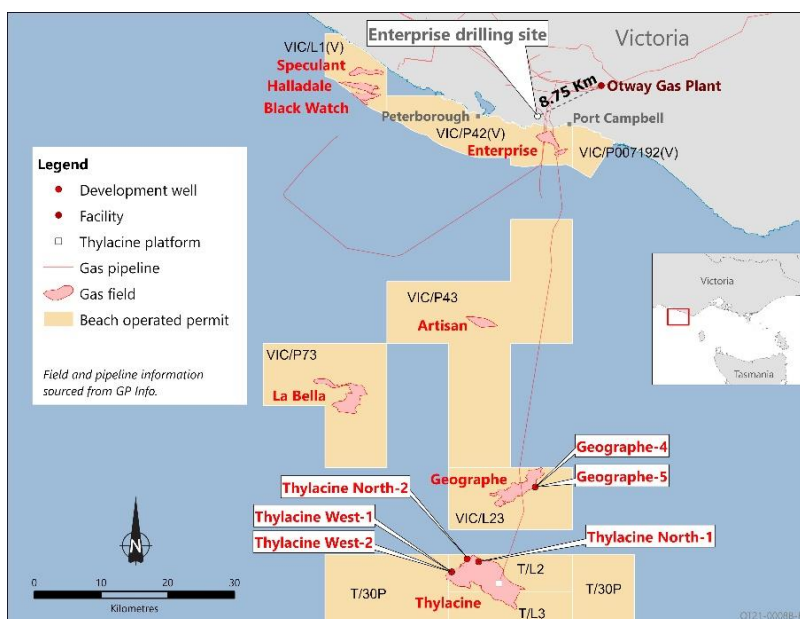 Enterprise drilling site
Victoria
VIC/L1(V)
Speculant
Halladale
Black Watch
8.75 Km
Otway Gas Plant
Peterborough
Port Campbell
VIC/P42(V)
Enterprise
VIC/P007192(V)
Legend
Development well
Facility
Thylacine platform
Gas pipeline
Gas field
Beach operated permit
Field and pipeline information
sourced from GP Info.
VIC/P43
Artisan
Victoria
Tasmania
VIC/P73
La Bella
Geographe-4
Geographe
Geographe-5
Thylacine North-2
VIC/L23
Thylacine West-1
Thylacine North-1
Thylacine West-2
N
T/L2
T/30P
Thylacine
T/30P
T/L3
0 10 20 30
Kilometres